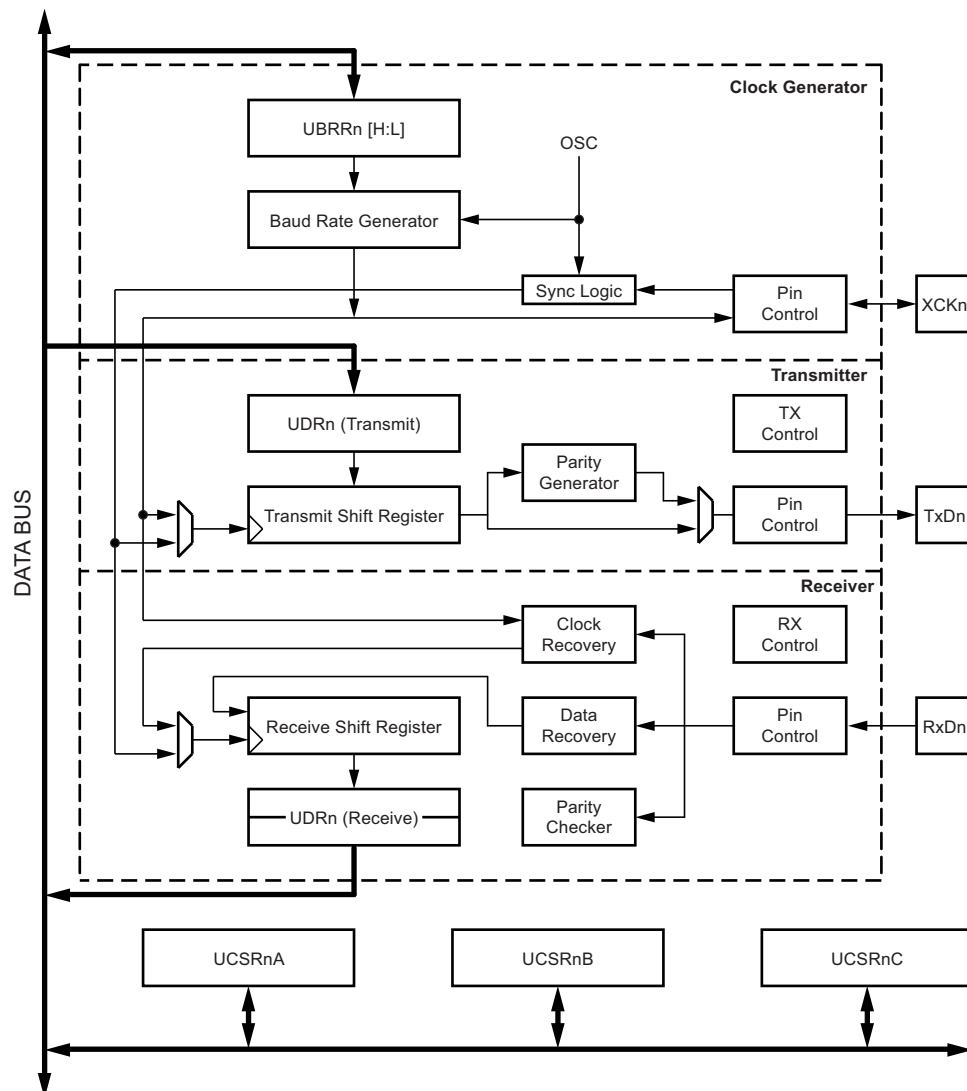 Clock Generator
UBRRn [H:L]
OSC
Baud Rate Generator
Sync Logic
Pin
Control
XCKn
Transmitter
UDRn (Transmit)
TX
Control
Parity
Generator
Transmit Shift Register
Pin
Control
TxDn
DATA BUS
Receiver
Clock
Recovery
RX
Control
Receive Shift Register
Data
Recovery
Pin
Control
RxDn
UDRn (Receive)
Parity
Checker
UCSRnA
UCSRnB
UCSRnC